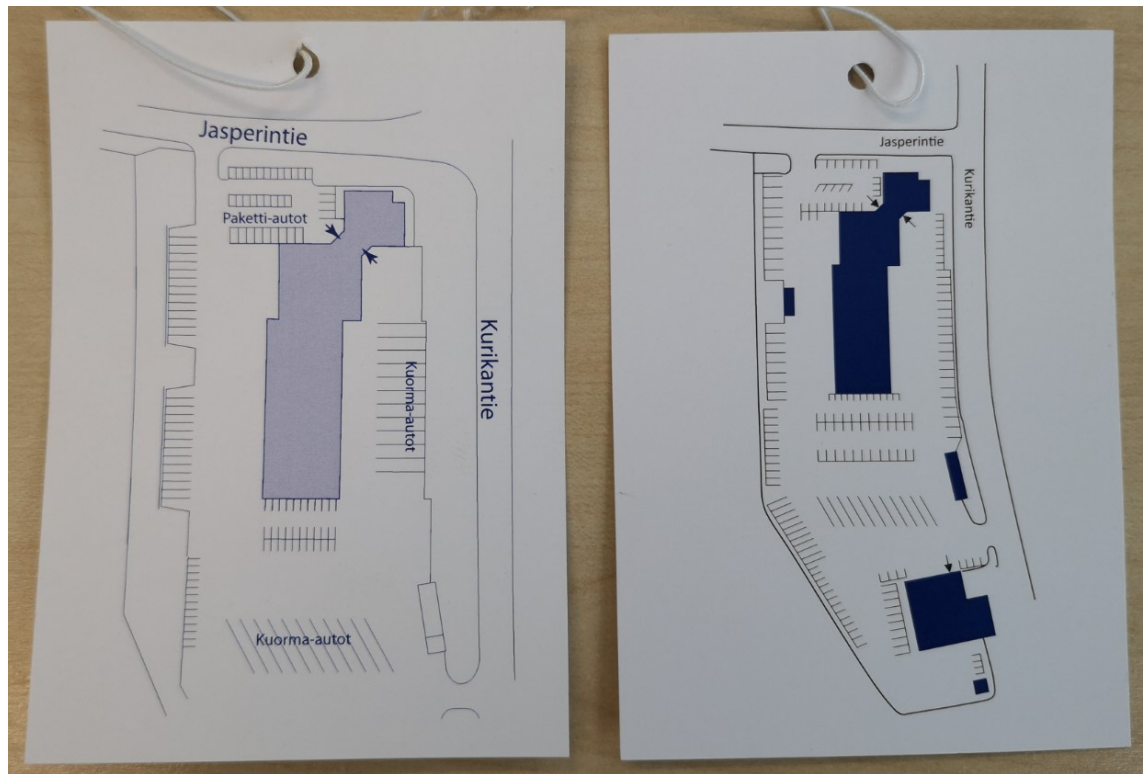 Jasperintie
Paketti-autot
Kurikantie
Kuorma-autot
Kuorma-autot
Jasperintie
Kurikantie